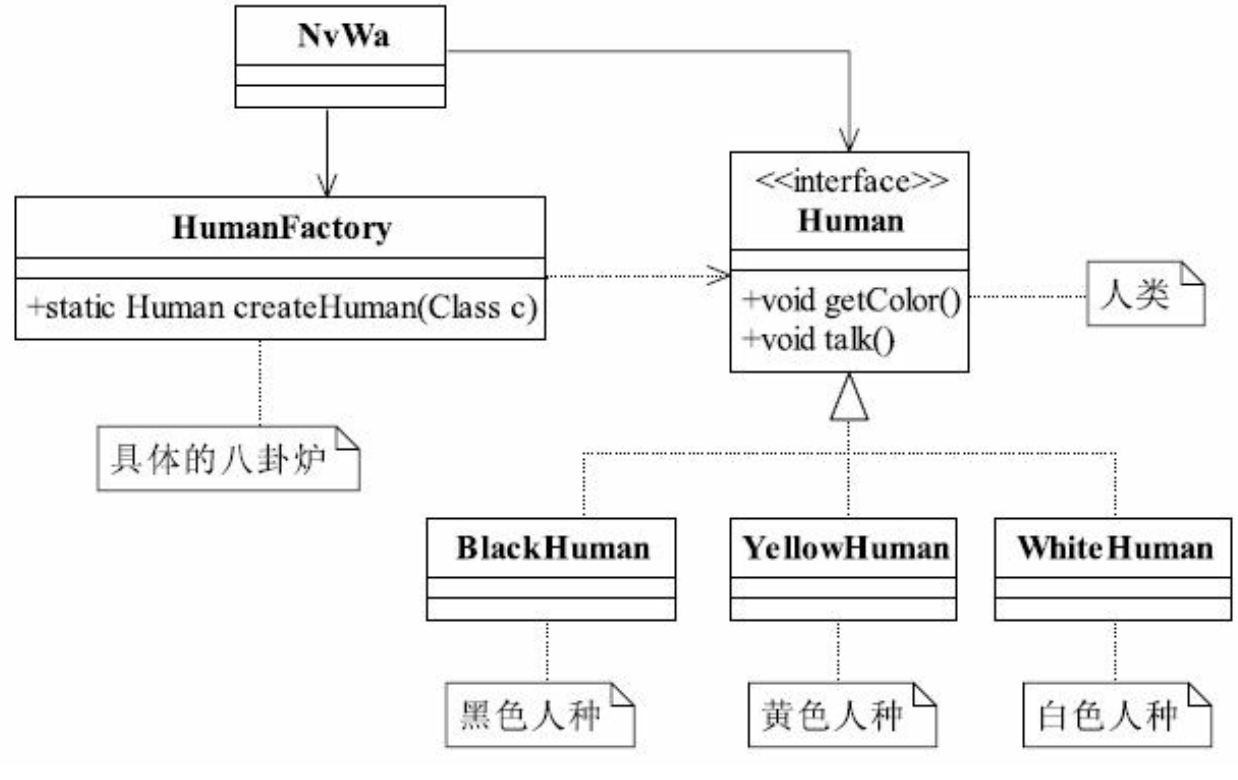 NvWa
HumanFactory
+static Human createHuman(Class c)
具体的八卦炉
<<interface>>
Human
+void getColor()
+void talk()
人类
BlackHuman
YellowHuman
WhiteHuman
黑色人种
黄色人种
白色人种